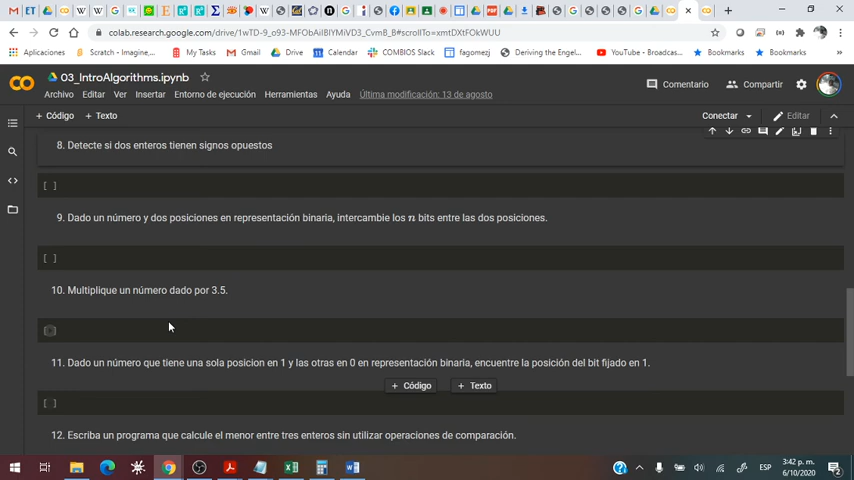 colab.research.google.com/drive/1wTD-9_o93-MFObAiIBIYMiVD3_CvmB_B#scrollTo=xmtDXtFOkWUU
Aplicaciones Scratch - Imagine,... My Tasks Gmail Drive COMBIOS Slack fagomezj Deriving the Engel... YouTube - Broadcas... Bookmarks Bookmarks
CO 03_IntroAlgorithms.ipynb
Comentario Compartir
Archivo Editar Ver Insertar Entorno de ejecución Herramientas Ayuda Última modificación: 13 de agosto
+ Código + Texto Conectar Editar
8. Detecte si dos enteros tienen signos opuestos
[ ]
9. Dado un número y dos posiciones en representación binaria, intercambie los n bits entre las dos posiciones.
[ ]
10. Multiplique un número dado por 3.5.
[ ]
11. Dado un número que tiene una sola posicion en 1 y las otras en 0 en representación binaria, encuentre la posición del bit fijado en 1.
+ Código + Texto
[ ]
12. Escriba un programa que calcule el menor entre tres enteros sin utilizar operaciones de comparación.
ESP 3:42 p. m.
6/10/2020
2